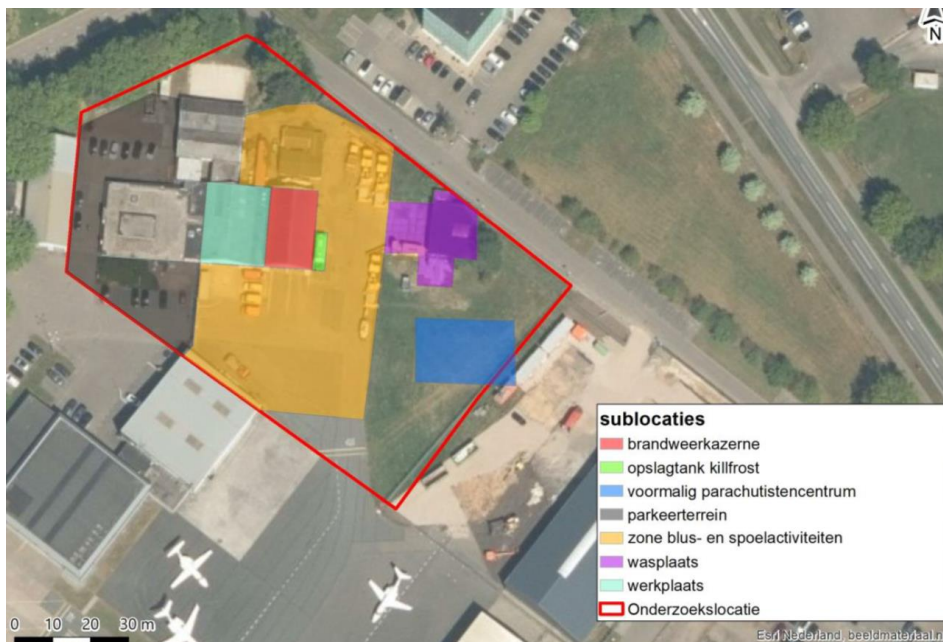 N
sublocaties
brandweerkazerne
opslagtank killfrost
voormalig parachutistencentrum
parkeerterrein
zone blus- en spoelactiviteiten
wasplaats
werkplaats
Onderzoekslocatie
0 10 20 30 m
Esri Nederland, beeldmateriaal